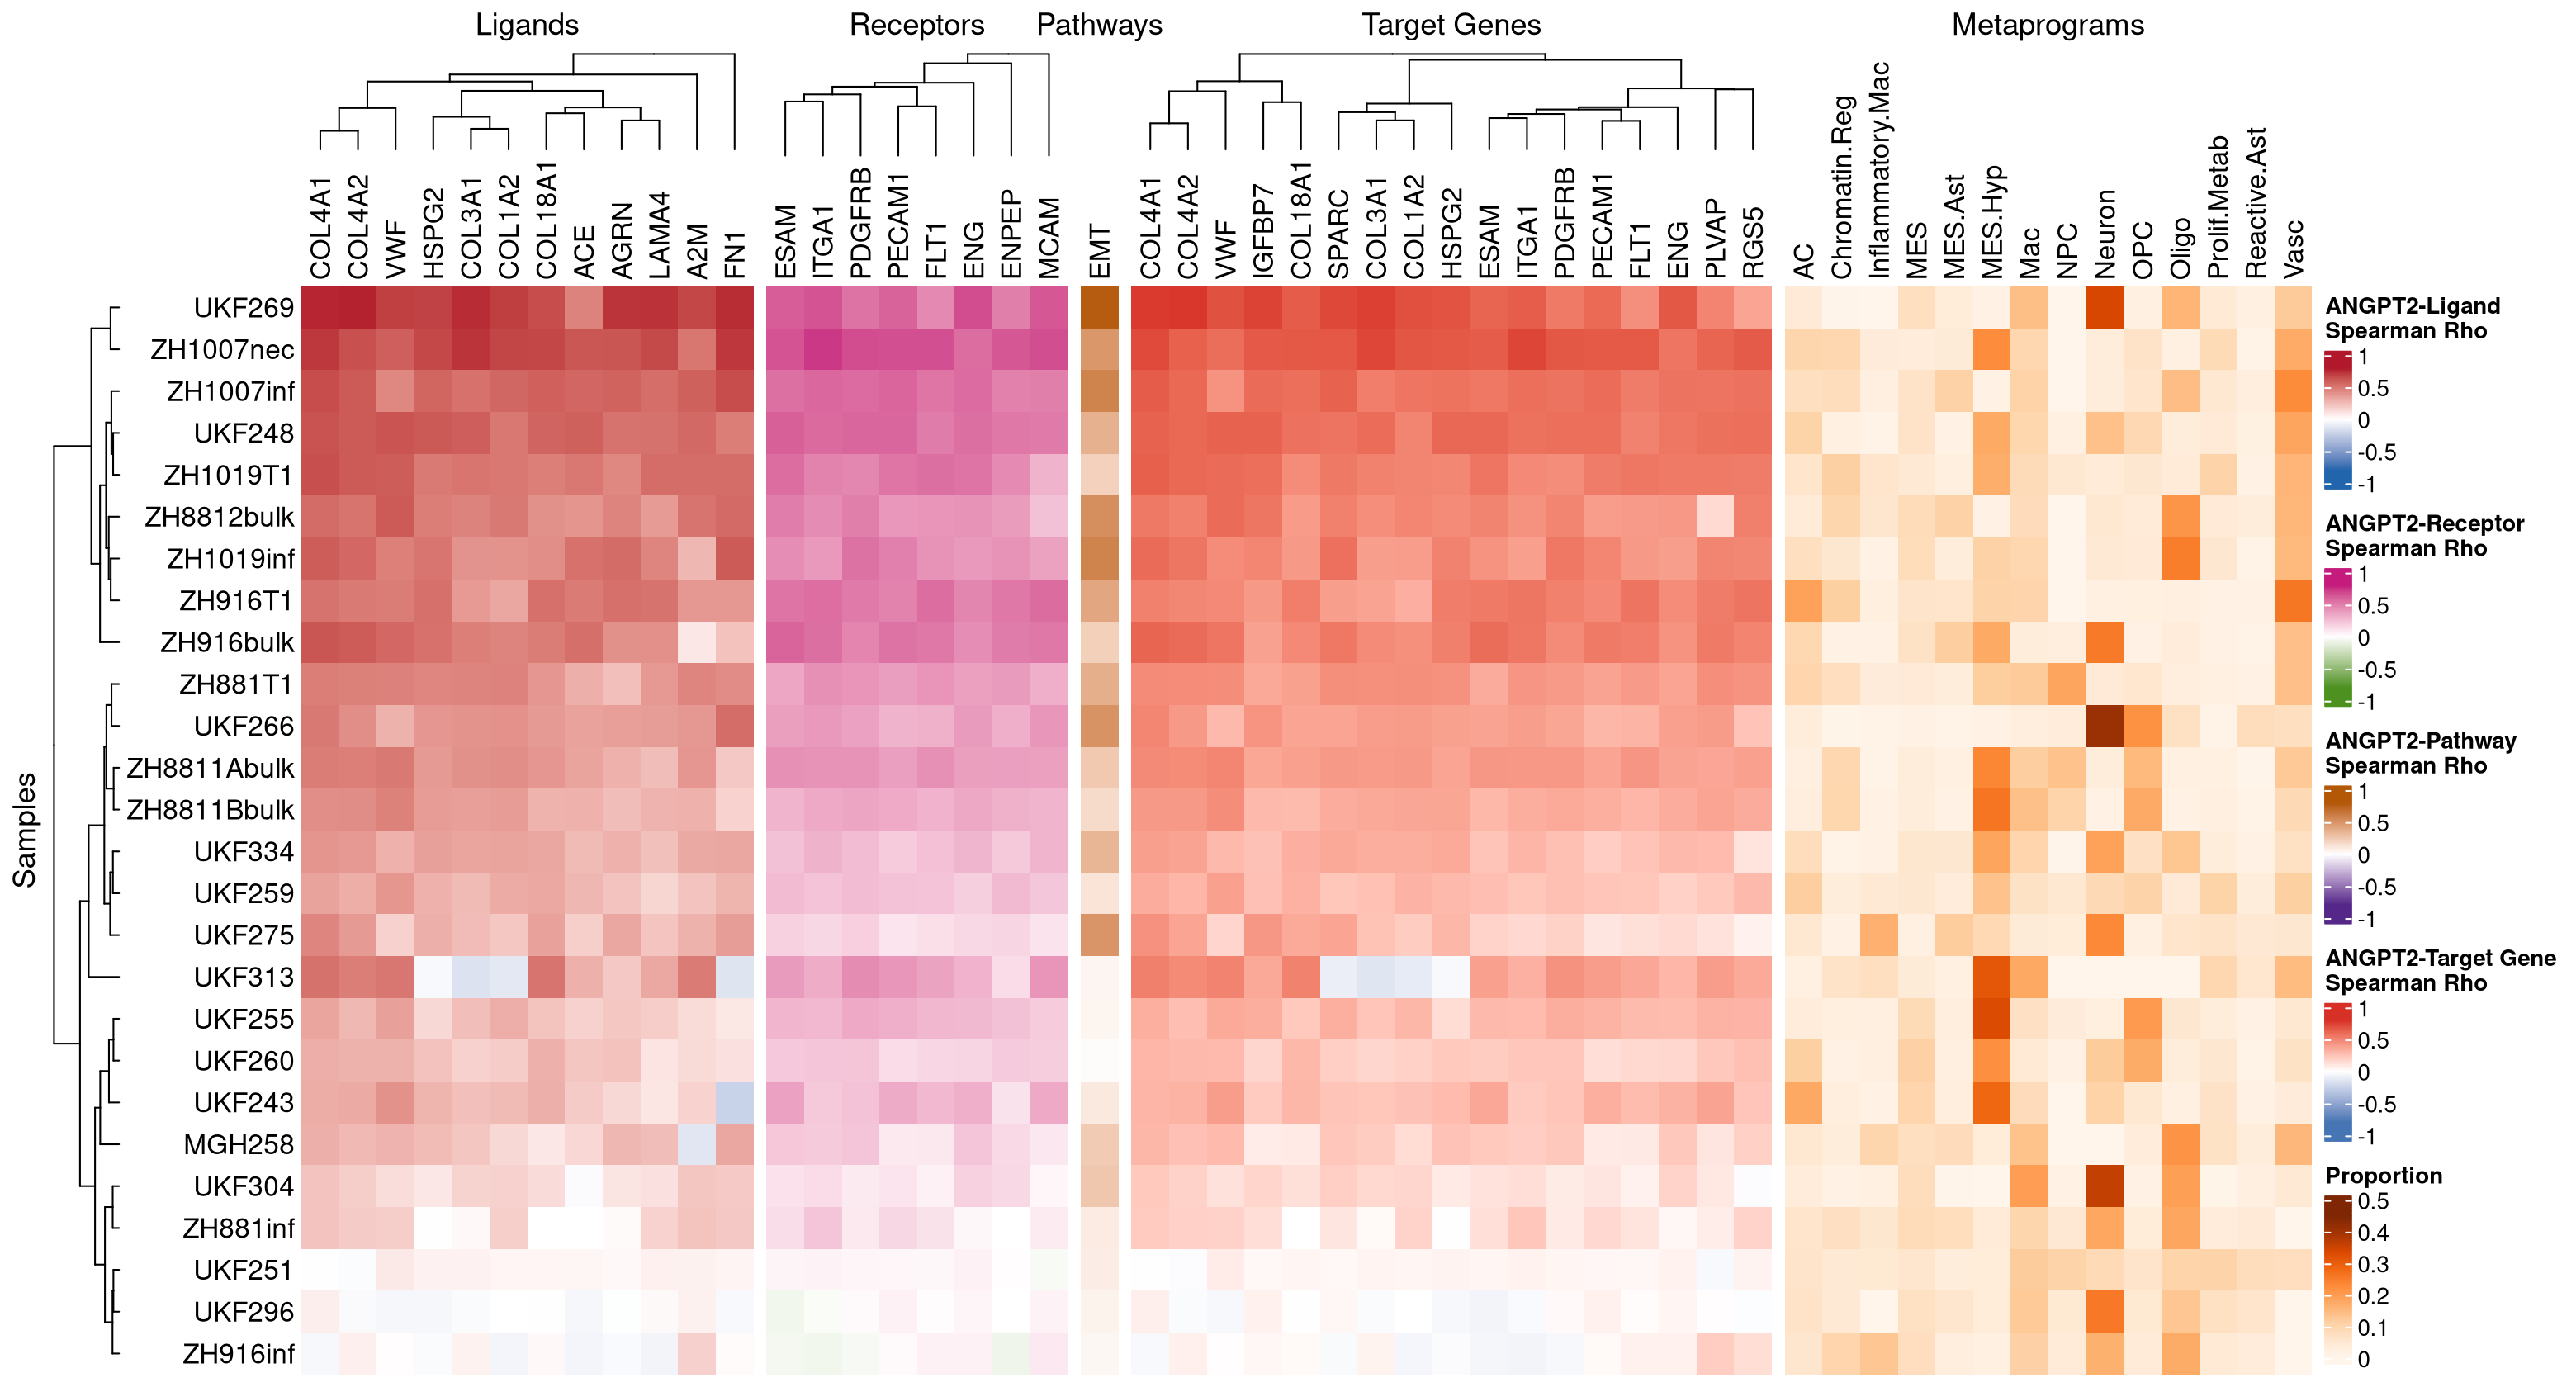 Ligands
Receptors
Pathways
Target Genes
Metaprograms
COL4A1
COL4A2
VWF
HSPG2
COL3A1
COL1A2
COL18A1
ACE
AGRN
LAMA4
A2M
FN1
ESAM
ITGA1
PDGFRB
PECAM1
FLT1
ENG
ENPEP
MCAM
EMT
COL4A1
COL4A2
VWF
IGFBP7
COL18A1
SPARC
COL3A1
COL1A2
HSPG2
ESAM
ITGA1
PDGFRB
PECAM1
FLT1
ENG
PLVAP
RGS5
AC
Chromatin.Reg
Inflammatory.Mac
MES
MES.Ast
MES.Hyp
Mac
NPC
Neuron
OPC
Oligo
Prolif.Metab
Reactive.Ast
Vasc
Samples
UKF269
ZH1007nec
ZH1007inf
UKF248
ZH1019T1
ZH8812bulk
ZH1019inf
ZH916T1
ZH916bulk
ZH881T1
UKF266
ZH8811Abulk
ZH8811Bbulk
UKF334
UKF259
UKF275
UKF313
UKF255
UKF260
UKF243
MGH258
UKF304
ZH881inf
UKF251
UKF296
ZH916inf
ANGPT2-Ligand
Spearman Rho
1
0.5
0
-0.5
-1
ANGPT2-Receptor
Spearman Rho
1
0.5
0
-0.5
-1
ANGPT2-Pathway
Spearman Rho
1
0.5
0
-0.5
-1
ANGPT2-Target Gene
Spearman Rho
1
0.5
0
-0.5
-1
Proportion
0.5
0.4
0.3
0.2
0.1
0